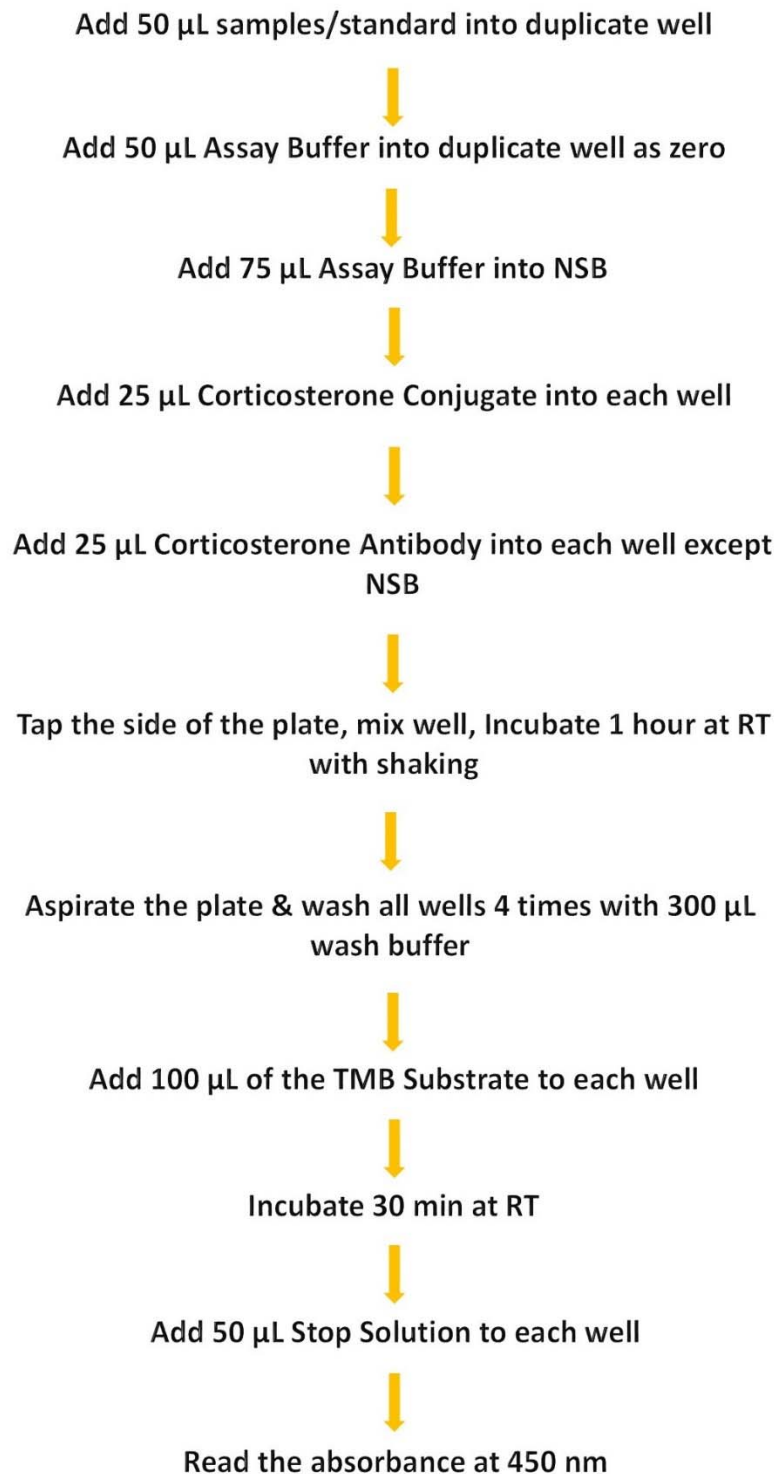 Add 50 µL samples/standard into duplicate well
Add 50 µL Assay Buffer into duplicate well as zero
Add 75 µL Assay Buffer into NSB
Add 25 µL Corticosterone Conjugate into each well
Add 25 µL Corticosterone Antibody into each well except
NSB
Tap the side of the plate, mix well, Incubate 1 hour at RT
with shaking
Aspirate the plate & wash all wells 4 times with 300 µL
wash buffer
Add 100 µL of the TMB Substrate to each well
Incubate 30 min at RT
Add 50 µL Stop Solution to each well
Read the absorbance at 450 nm